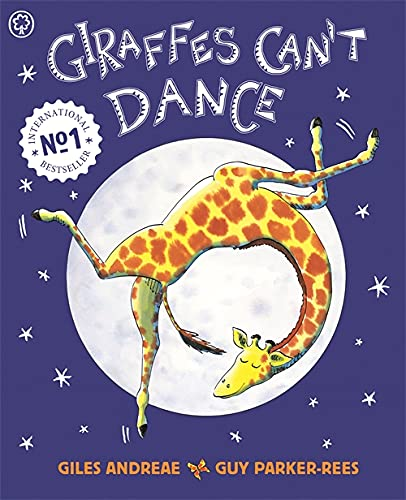 GIRAFFES CAN'T
DANCE
INTERNATIONAL
No1
BESTSELLER
GILES ANDREAE GUY PARKER-REES